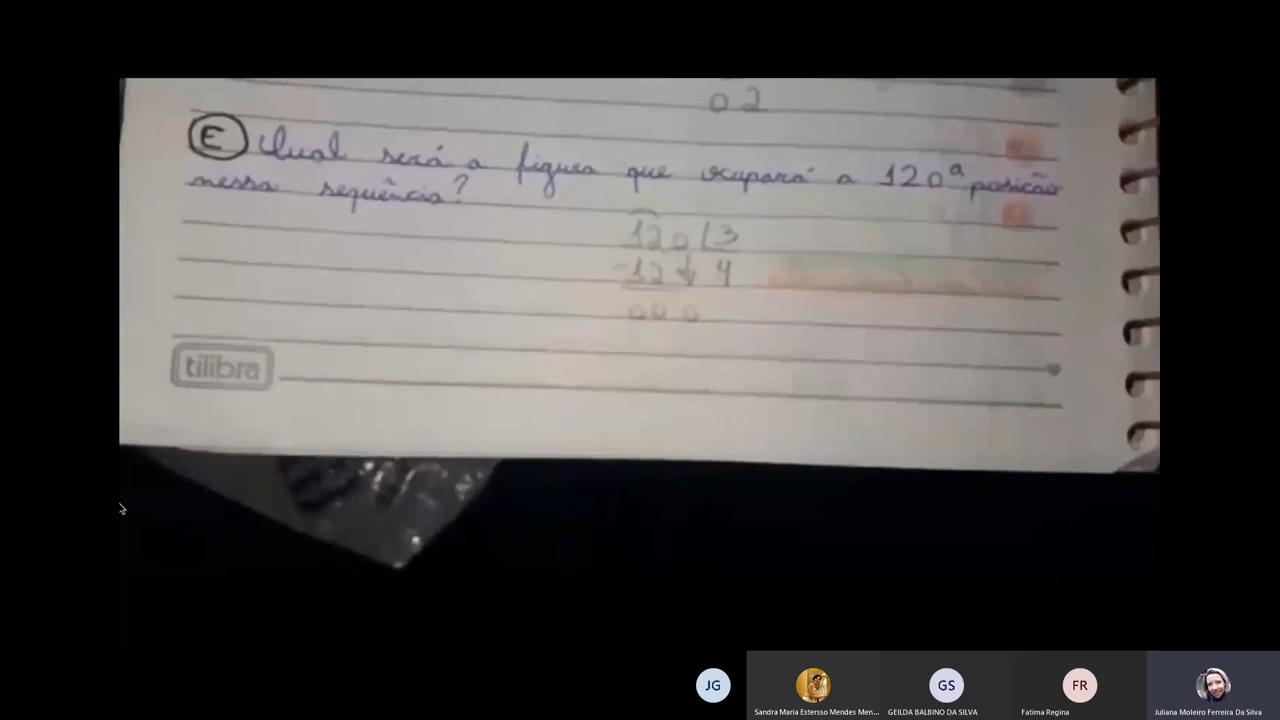 02
E Qual será a figura que ocupará a 120ª posição
nessa sequência?
120 3
-12 4
000
tilibra
JG
GS
FR
Sandra Maria Estersso Mendes Men...
GEILDA BALBINO DA SILVA
Fatima Regina
Juliana Moleiro Ferreira Da Silva